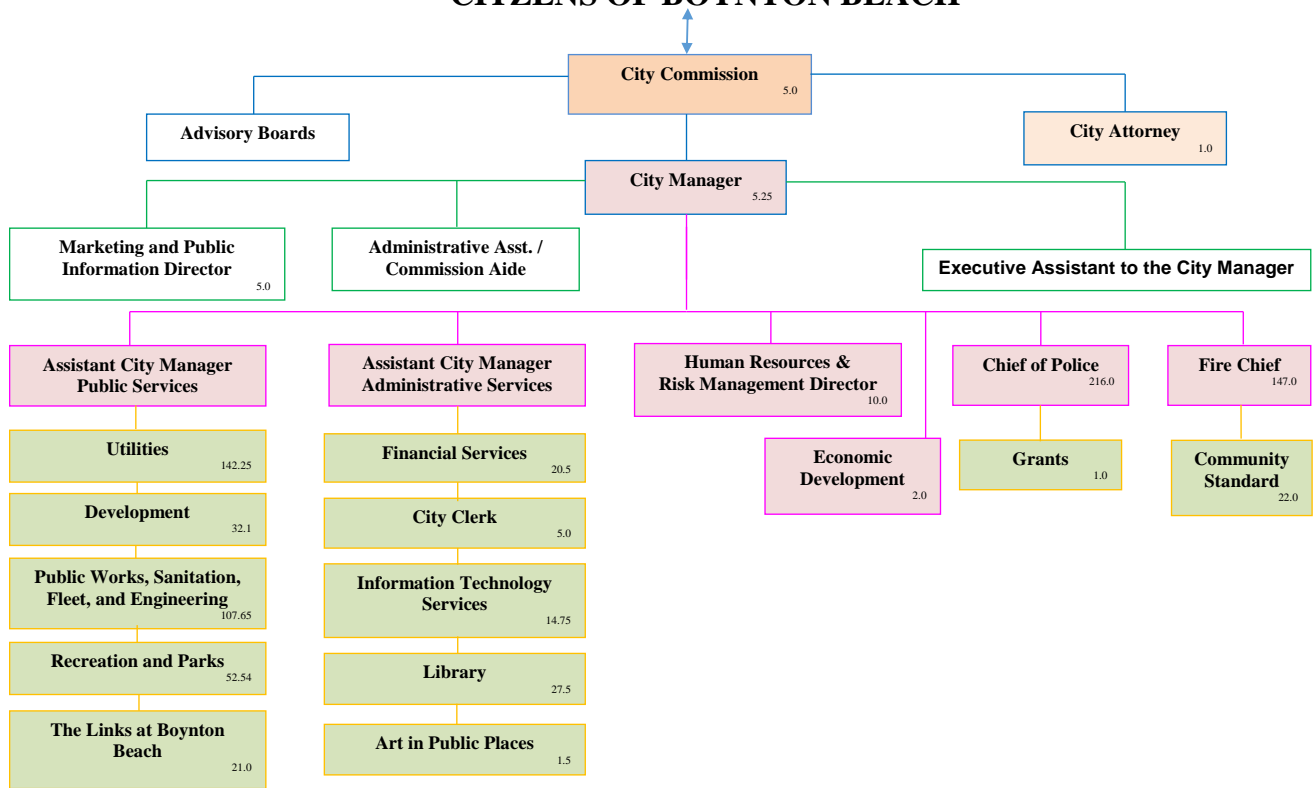 CITZENS OF BOYNTON BEACH
City Commission
5.0
Advisory Boards
City Attorney
1.0
City Manager
5.25
Marketing and Public
Information Director
5.0
Administrative Asst. /
Commission Aide
Executive Assistant to the City Manager
Assistant City Manager
Public Services
Assistant City Manager
Administrative Services
Human Resources &
Risk Management Director
10.0
Chief of Police
216.0
Fire Chief
147.0
Utilities
142.25
Financial Services
20.5
Economic
Development
2.0
Grants
1.0
Community
Standard
22.0
Development
32.1
City Clerk
5.0
Public Works, Sanitation,
Fleet, and Engineering
107.65
Information Technology
Services
14.75
Recreation and Parks
52.54
Library
27.5
The Links at Boynton
Beach
21.0
Art in Public Places
1.5